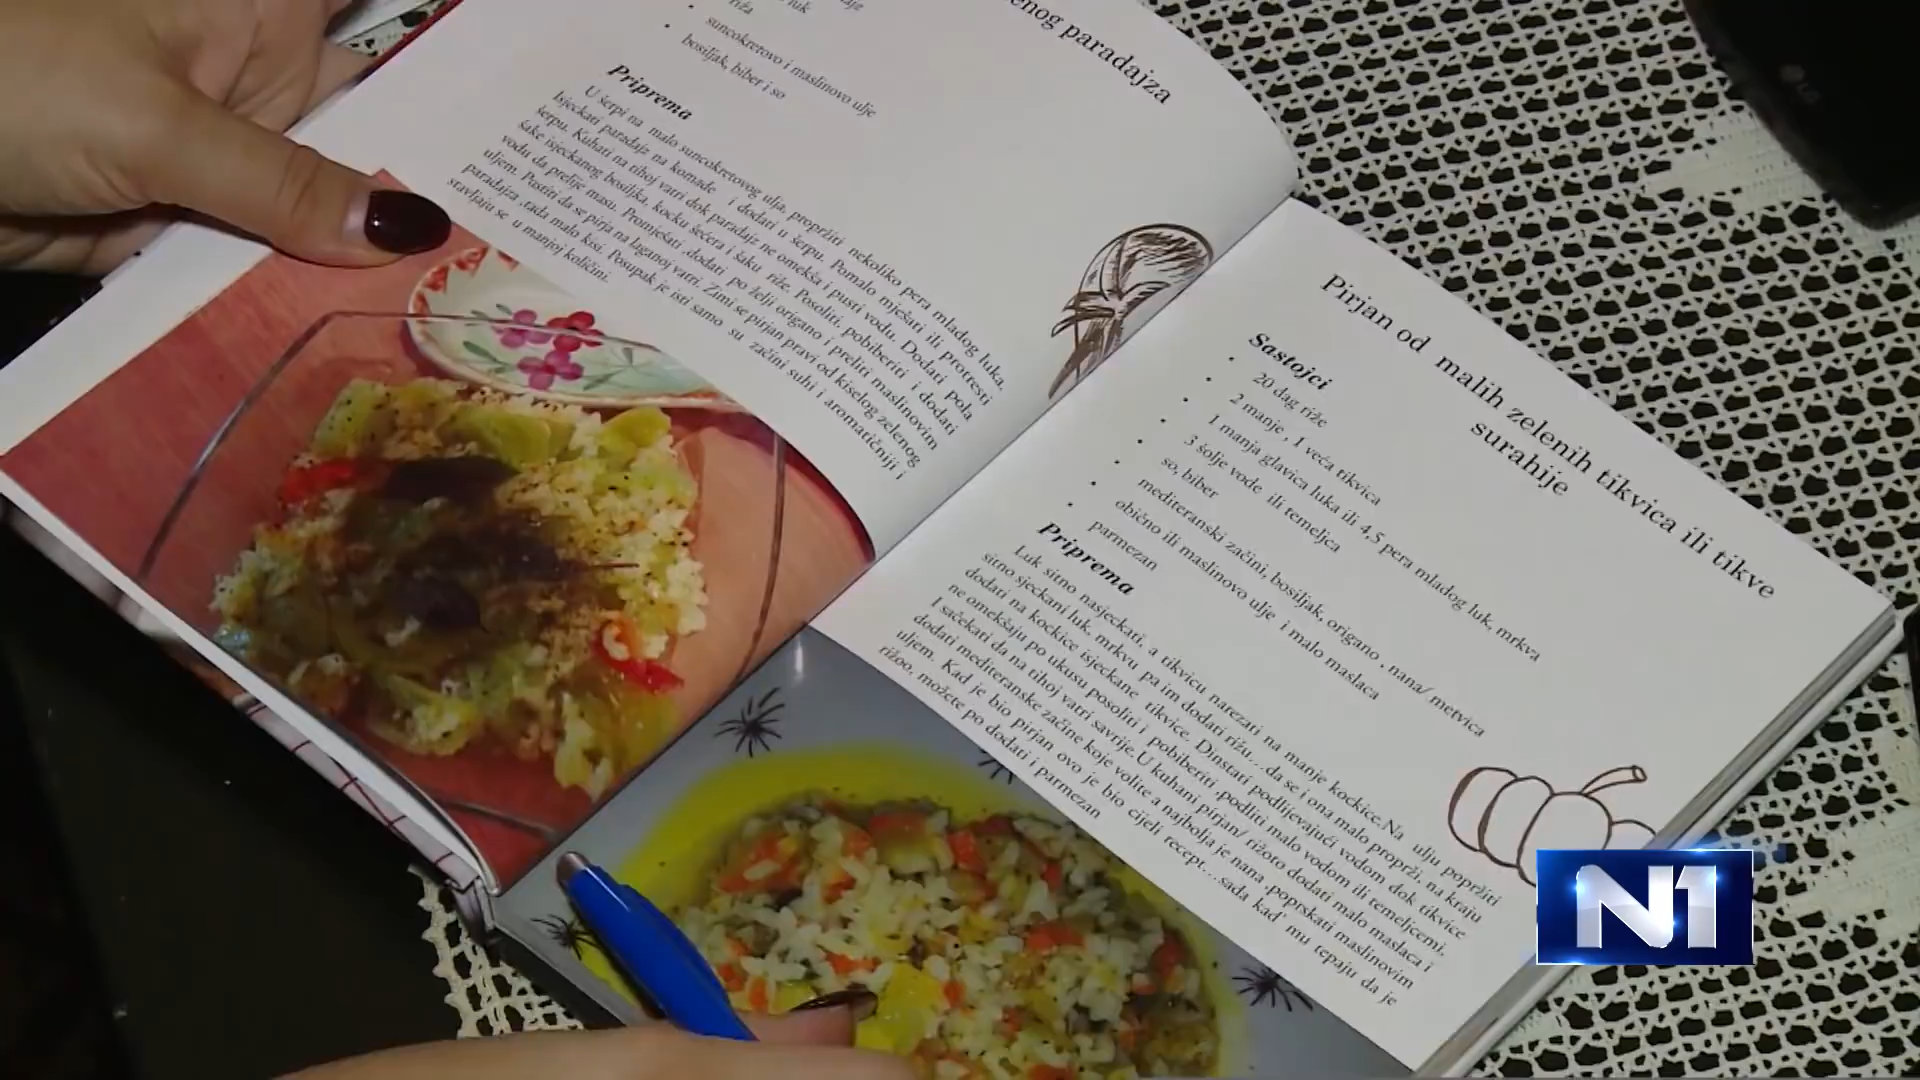 paradajza
luk
riža
suncokretovo i maslinovo ulje
bosiljak, biber i so
Priprema
U šerpi na malo suncokretovog ulja, propržiti nekoliko pera mladog luka.
Isjeckati paradajz na komade i dodati u šerpu. Pomalo mješati ili protresti
šerpu. Kuhati na tihoj vatri dok paradajz ne omekša i pusti vodu. Dodati pola
šake isjeckanog bosiljka, kocku šećera i šaku riže. Posoliti, pobiberiti i dodati
vodu da prelije masu. Promješati ,dodati po želji origano i preliti maslinovim
uljem. Pustiti da se pirja na laganoj vatri. Zimi se pirjan pravi od kiselog zelenog
paradajza ,tada malo kisi. Posupak je isti samo su začini suhi i aromatičniji i
stavljaju se u manjoj količini.
Pirjan od malih zelenih tikvica ili tikve
surahije
Sastojci
20 dag riže
2 manje , 1 veća tikvica
1 manja glavica luka ili 4,5 pera mladog luk, mrkva
3 šolje vode ili temeljca
so, biber
mediteranski začini, bosiljak, origano , nana/ metvica
obično ili maslinovo ulje i malo maslaca
parmezan
Priprema
Luk sitno nasjeckati, a tikvicu narezati na manje kockice.Na ulju popržiti
sitno sjeckani luk, mrkvu pa im dodati rižu....da se i ona malo proprži, na kraju
dodati na kockice isjeckane tikvice. Dinstati podlijevajući vodom dok tikvice
ne omekšaju po ukusu posoliti i pobiberiti .podliti malo vodom ili temeljcem,
I sačekati da na tihoj vatri savrije.U kuhani pirjan/ rižoto dodati malo maslaca i
dodati mediteranske začine koje volite a najbolja je nana .poprskati maslinovim
uljem. Kad je bio pirjan ovo je bio cijeli recept....sada kad' mu tepaju da je
rižoo.. možete po dodati i parmezan
LG
N1